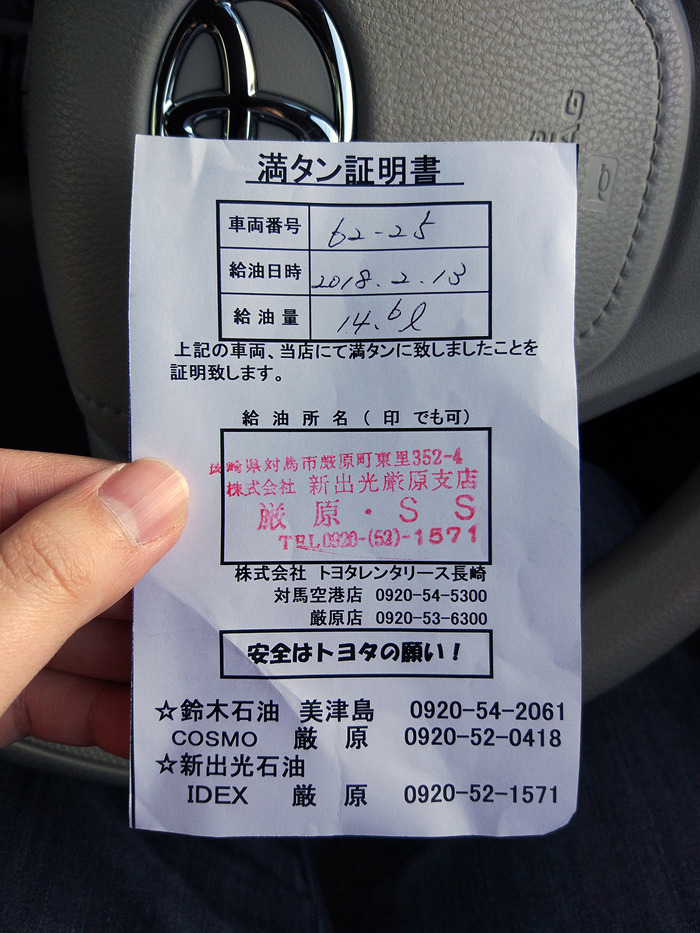 満タン証明書
車両番号 62-25
給油日時 2018.2.13
給油量 14.6ℓ
上記の車両、当店にて満タンに致しましたことを
証明致します。
給油所名(印でも可)
長崎県対馬市厳原町東里352-4
株式会社 新出光厳原支店
厳原・SS
TEL0920-(52)-1571
株式会社 トヨタレンタリース長崎
対馬空港店 0920-54-5300
厳原店 0920-53-6300
安全はトヨタの願い!
☆鈴木石油 美津島 0920-54-2061
COSMO 厳原 0920-52-0418
☆新出光石油
IDEX 厳原 0920-52-1571